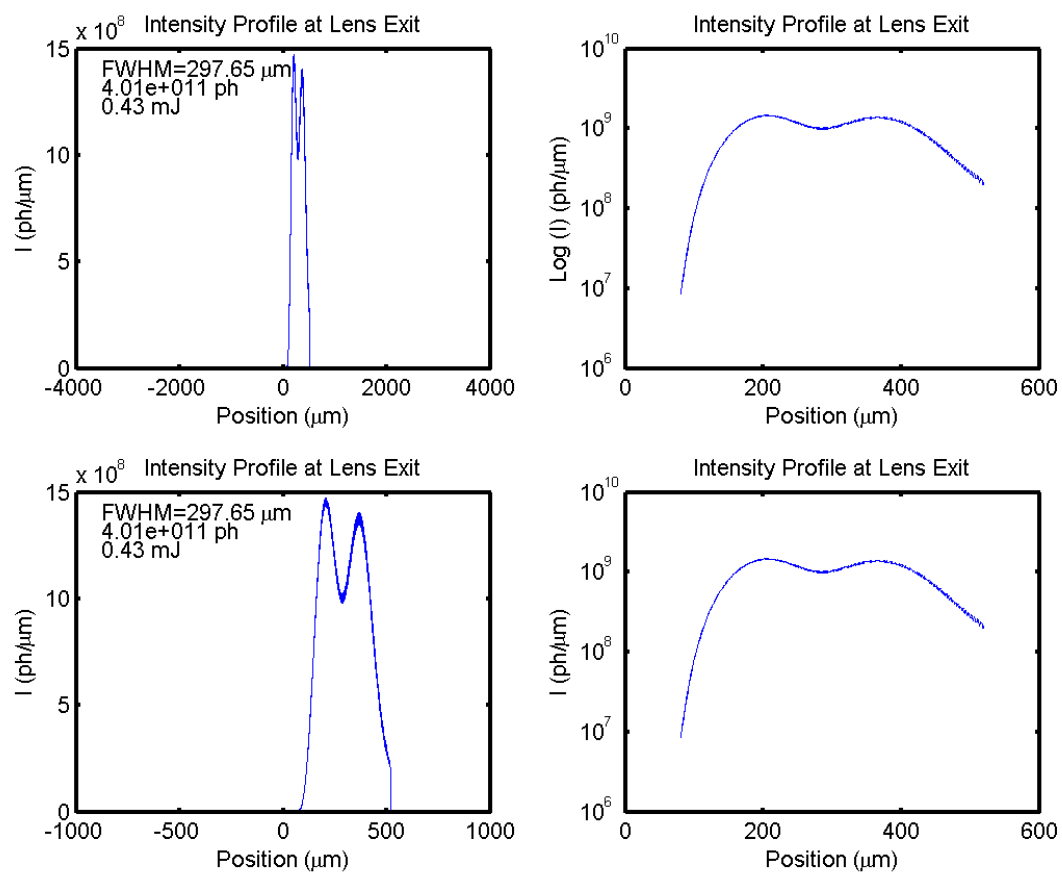 Intensity Profile at Lens Exit
x 10^8
15
10
5
0
I (ph/μm)
FWHM=297.65 μm
4.01e+011 ph
0.43 mJ
-4000 -2000 0 2000 4000
Position (μm)
Intensity Profile at Lens Exit
10^10
10^9
10^8
10^7
10^6
Log (I) (ph/μm)
0 200 400 600
Position (μm)
Intensity Profile at Lens Exit
x 10^8
15
10
5
0
I (ph/μm)
FWHM=297.65 μm
4.01e+011 ph
0.43 mJ
-1000 -500 0 500 1000
Position (μm)
Intensity Profile at Lens Exit
10^10
10^9
10^8
10^7
10^6
I (ph/μm)
0 200 400 600
Position (μm)